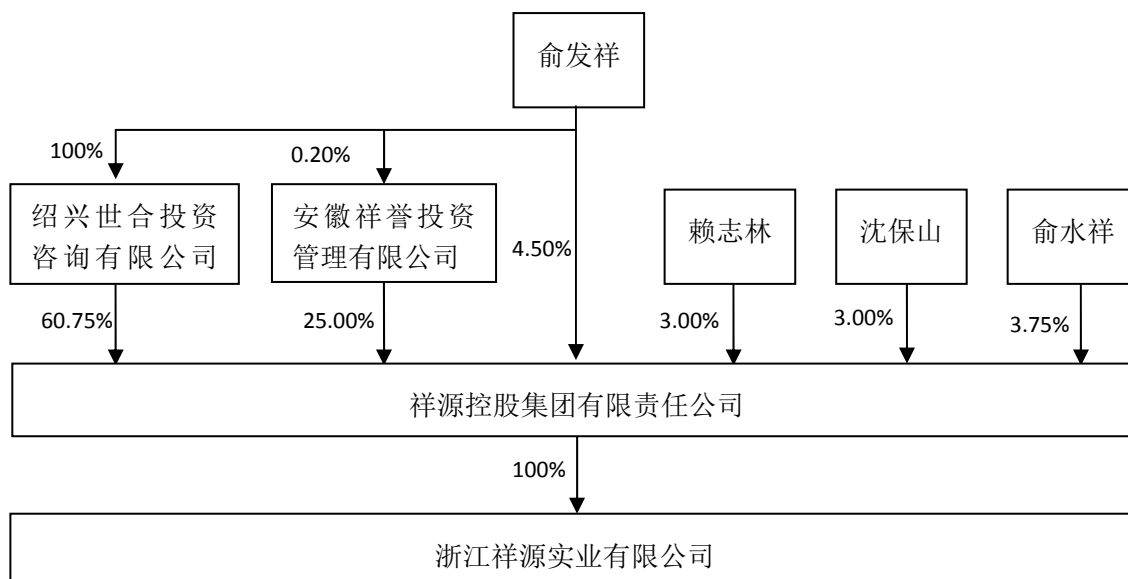 俞发祥
100%
0.20%
绍兴世合投资
咨询有限公司
安徽祥誉投资
管理有限公司
4.50%
赖志林
沈保山
俞水祥
60.75%
25.00%
3.00%
3.00%
3.75%
祥源控股集团有限责任公司
100%
浙江祥源实业有限公司